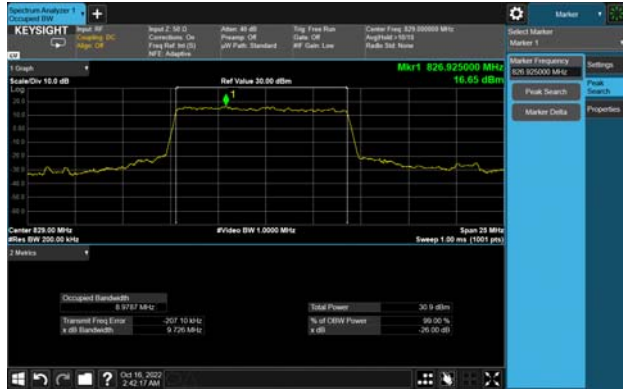 Spectrum Analyzer 1
Occupied BW
+
Marker
KEYSIGHT
Input: RF
Coupling: DC
Align: Off
Input Z: 50 Ω
Corrections: On
Freq Ref: Int (S)
NFE: Adaptive
Atten: 40 dB
Preamp: Off
µW Path: Standard
Trig: Free Run
Gate: Off
#IF Gain: Low
Center Freq: 829.000000 MHz
Avg|Hold:>10/10
Radio Std: None
Select Marker
Marker 1
1 Graph
Mkr1 826.925000 MHz
Scale/Div 10.0 dB
Ref Value 30.00 dBm
16.65 dBm
Log
1
Marker Frequency
826.925000 MHz
Settings
Peak Search
Peak Search
Marker Delta
Properties
Center 829.00 MHz
#Video BW 1.0000 MHz
Span 25 MHz
#Res BW 200.00 kHz
Sweep 1.00 ms (1001 pts)
2 Metrics
Occupied Bandwidth
8.9787 MHz
Total Power
30.9 dBm
Transmit Freq Error
-207.10 kHz
% of OBW Power
99.00 %
x dB Bandwidth
9.726 MHz
x dB
-26.00 dB
?
Oct 16, 2022
2:42:17 AM